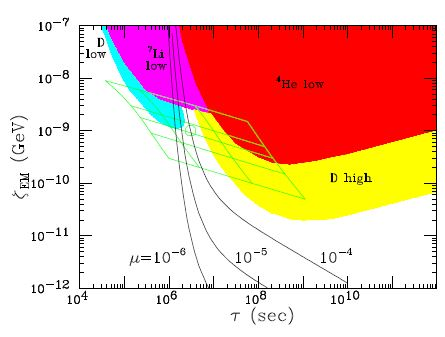 10⁻⁷
10⁻⁸
10⁻⁹
10⁻¹⁰
10⁻¹¹
10⁻¹²
ζ_EM (GeV)
D
low
⁷Li
low
⁴He low
D high
μ=10⁻⁶
10⁻⁵
10⁻⁴
10⁴
10⁶
10⁸
10¹⁰
τ (sec)